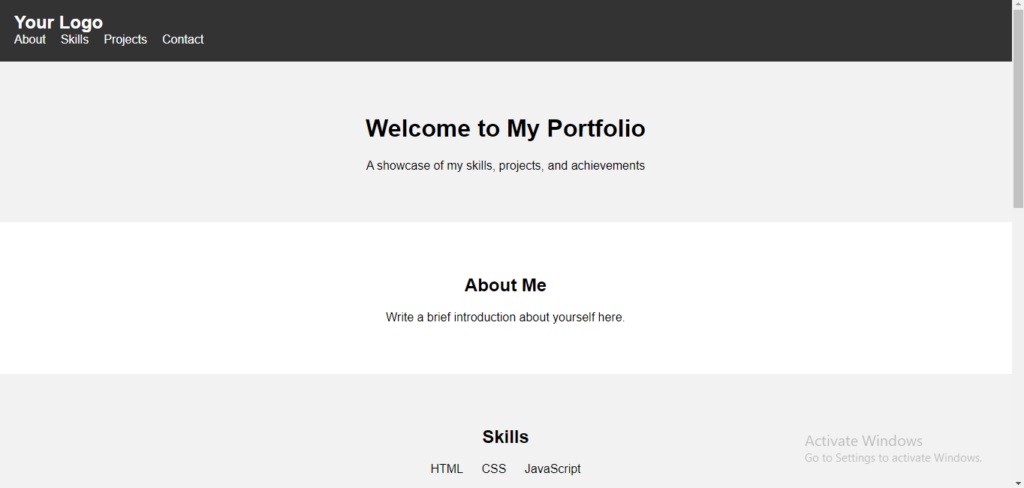 Your Logo
About Skills Projects Contact
Welcome to My Portfolio
A showcase of my skills, projects, and achievements
About Me
Write a brief introduction about yourself here.
Skills
HTML CSS JavaScript
Activate Windows
Go to Settings to activate Windows.